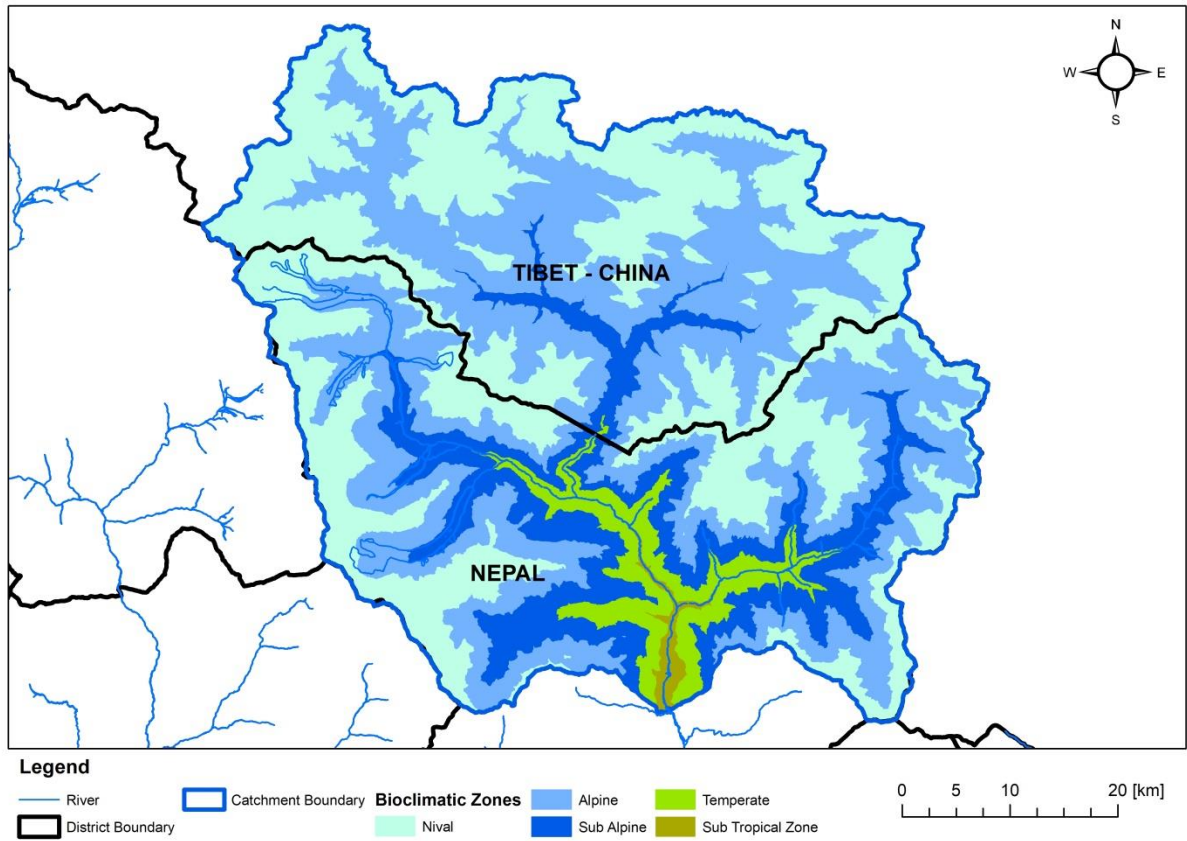 N
W E
S
TIBET - CHINA
NEPAL
Legend
River
Catchment Boundary
Bioclimatic Zones
Alpine
Temperate
District Boundary
Nival
Sub Alpine
Sub Tropical Zone
0 5 10 20 [km]